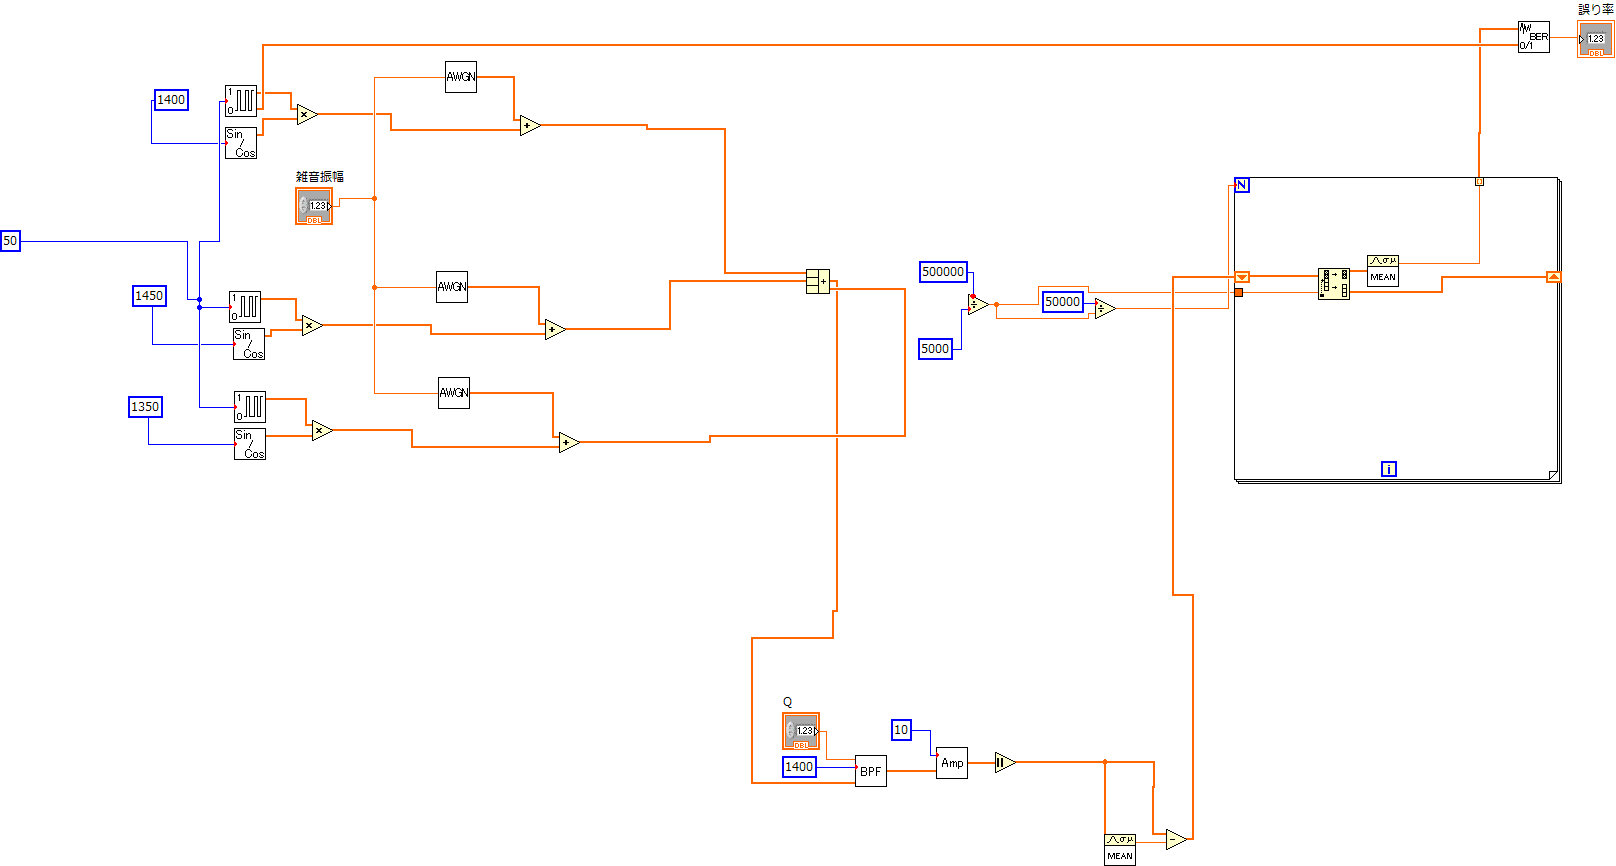 誤り率
BER
0/1
1.23
DBL
AWGN
1400
1
0
×
+
Sin
/
Cos
雑音振幅
1.23
DBL
N
50
MEAN
500000
50000
5000
÷
÷
+
AWGN
1450
1
0
×
+
Sin
/
Cos
AWGN
1350
1
0
×
+
Sin
/
Cos
i
Q
1.23
DBL
10
1400
BPF
Amp
σμ
MEAN
-